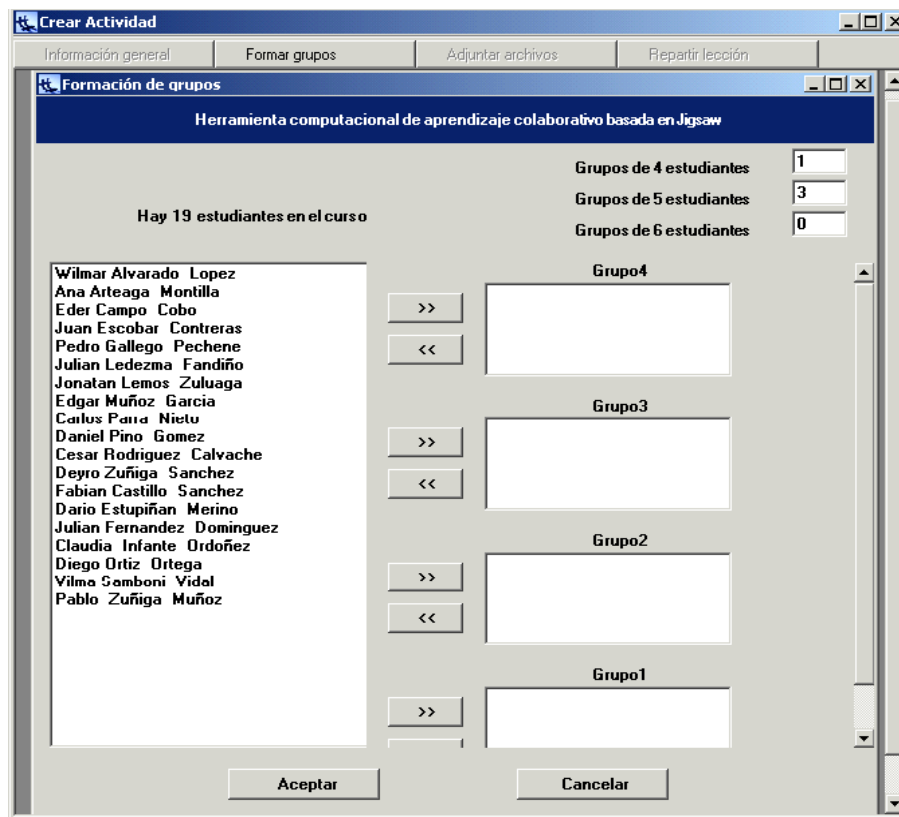 Crear Actividad
Información general Formar grupos Adjuntar archivos Repartir lección
Formación de grupos
Herramienta computacional de aprendizaje colaborativo basada en Jigsaw
Grupos de 4 estudiantes 1
Grupos de 5 estudiantes 3
Hay 19 estudiantes en el curso
Grupos de 6 estudiantes 0
Wilmar Alvarado Lopez
Ana Arteaga Montilla
Eder Campo Cobo
Juan Escobar Contreras
Pedro Gallego Pechene
Julian Ledezma Fandiño
Jonatan Lemos Zuluaga
Edgar Muñoz Garcia
Carlos Parra Nieto
Daniel Pino Gomez
Cesar Rodriguez Calvache
Deyro Zuñiga Sanchez
Fabian Castillo Sanchez
Dario Estupiñan Merino
Julian Fernandez Dominguez
Claudia Infante Ordoñez
Diego Ortiz Ortega
Vilma Samboni Vidal
Pablo Zuñiga Muñoz
Grupo4
>>
<<
Grupo3
>>
<<
Grupo2
>>
<<
Grupo1
>>
Aceptar Cancelar